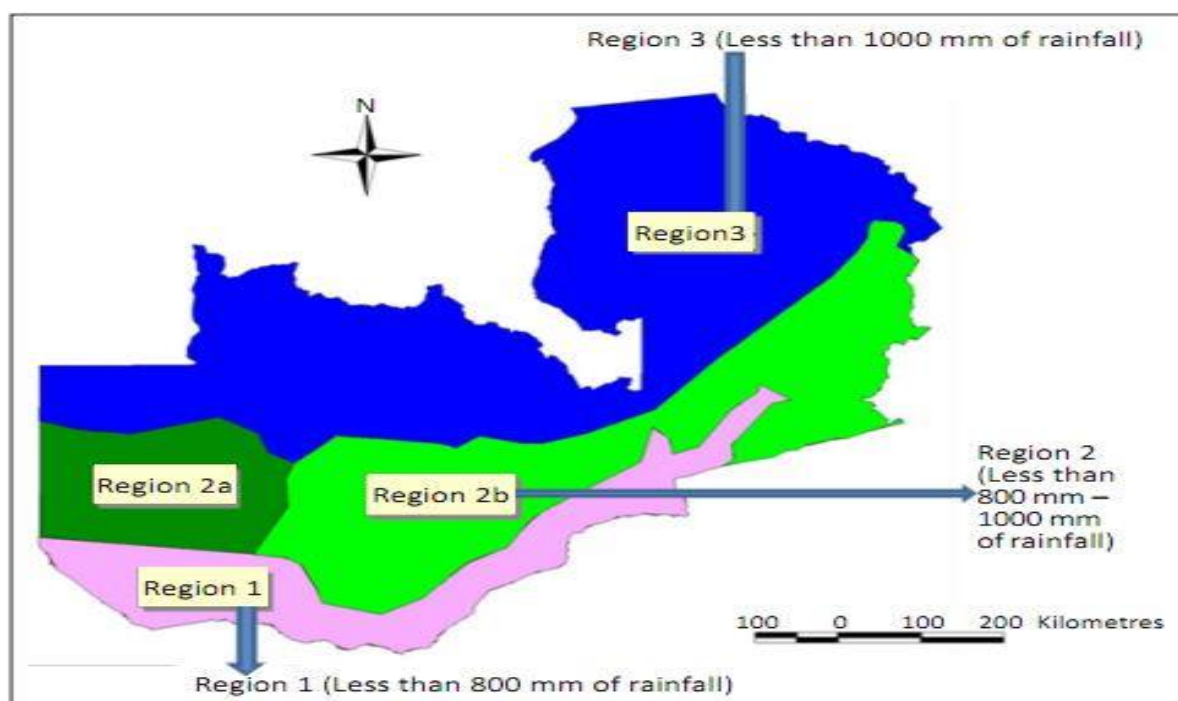 Region 3 (Less than 1000 mm of rainfall)
N
Region3
Region 2a
Region 2b
Region 2
(Less than
800 mm –
1000 mm
of rainfall)
Region 1
100 0 100 200 Kilometres
Region 1 (Less than 800 mm of rainfall)